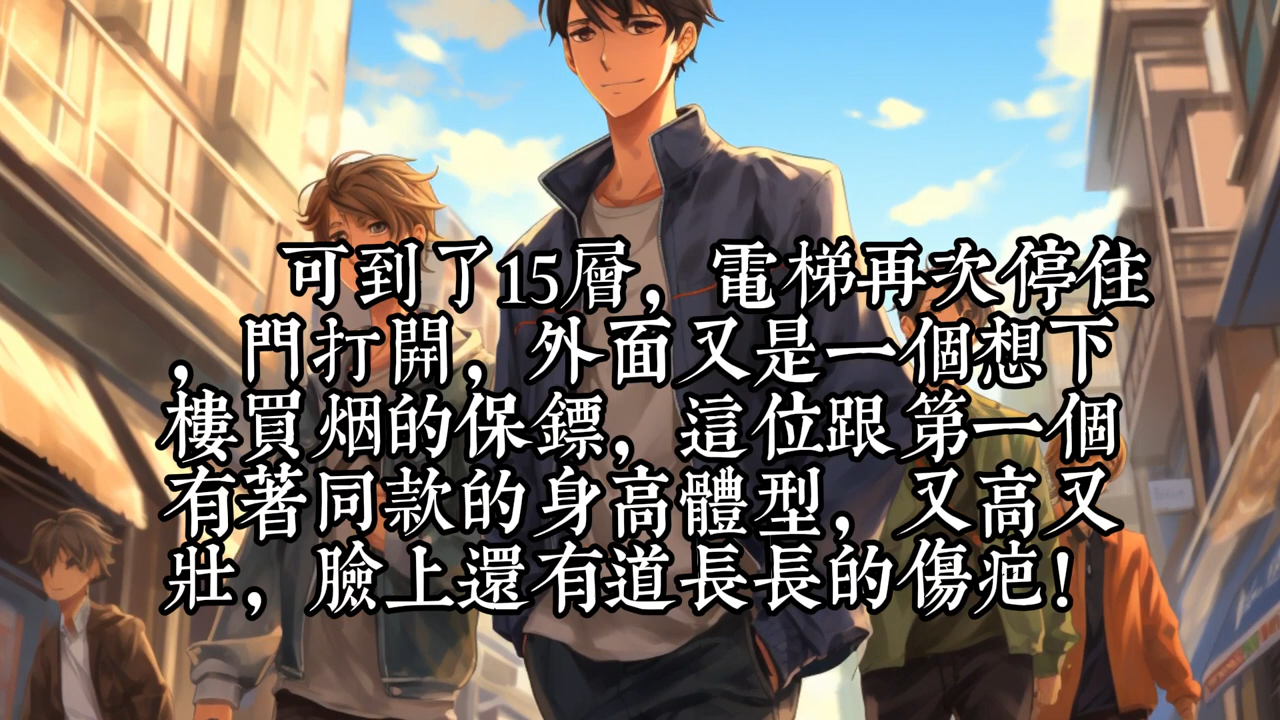 可到了15層，電梯再次停住
，門打開，外面又是一個想下
樓買烟的保鏢，這位跟第一個
有著同款的身高體型，又高又
壯，臉上還有道長長的傷疤！